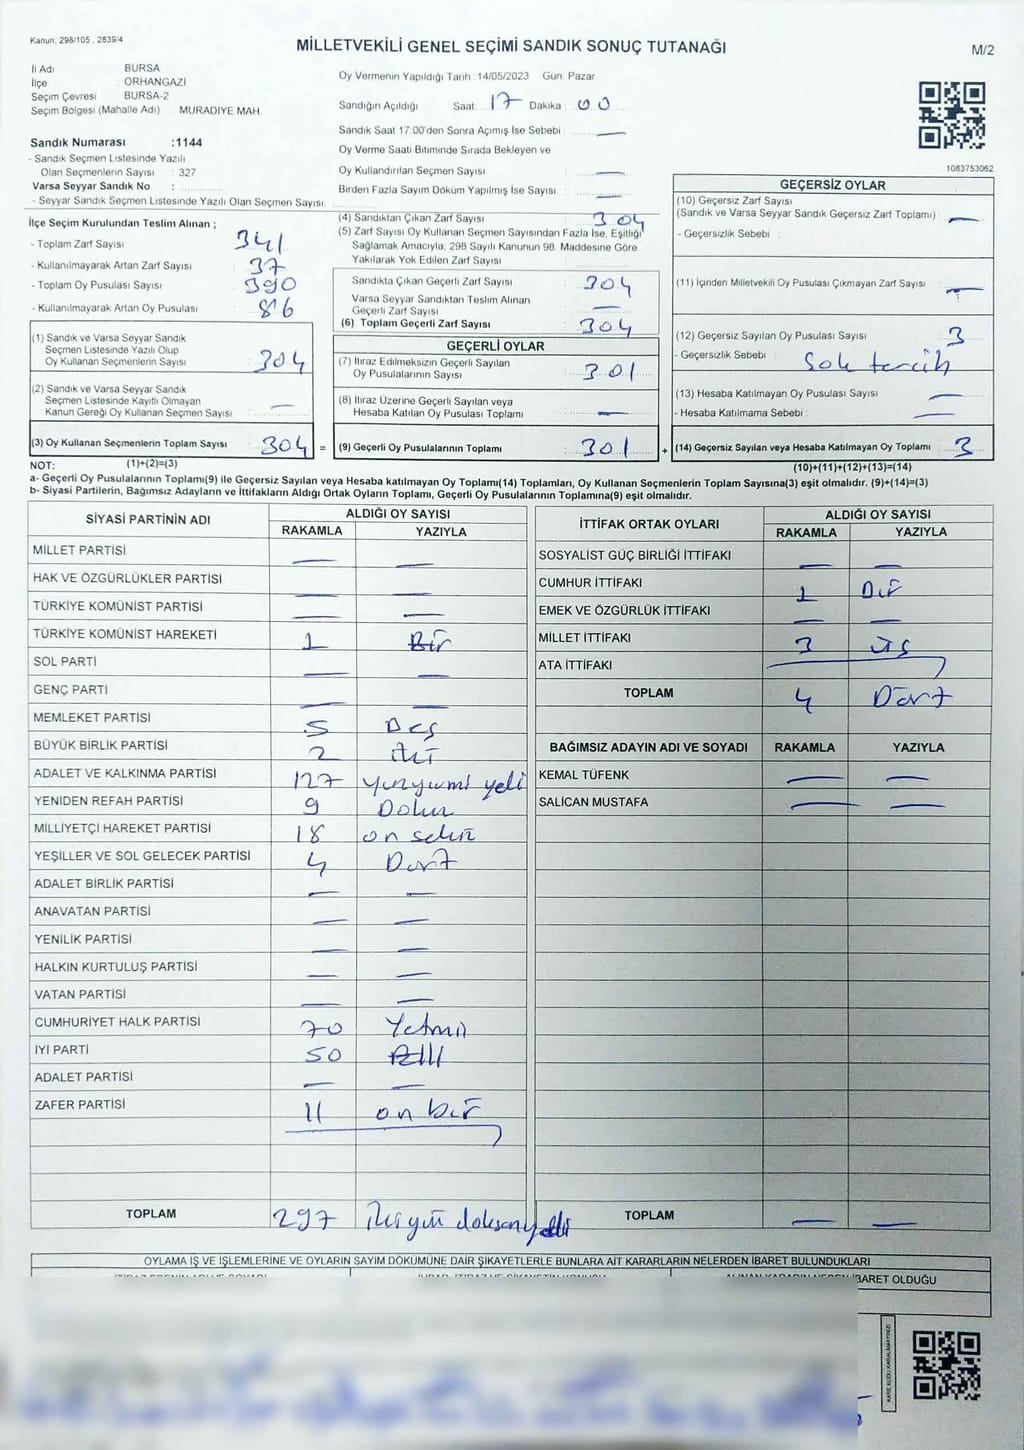 Kanun; 298/105 , 2839/4
MİLLETVEKİLİ GENEL SEÇİMİ SANDIK SONUÇ TUTANAĞI
M/2
İl Adı : BURSA
İlçe : ORHANGAZİ
Seçim Çevresi : BURSA-2
Seçim Bölgesi (Mahalle Adı) : MURADİYE MAH.
Sandık Numarası :1144
- Sandık Seçmen Listesinde Yazılı
Olan Seçmenlerin Sayısı : 327
Varsa Seyyar Sandık No :
- Seyyar Sandık Seçmen Listesinde Yazılı Olan Seçmen Sayısı:
Oy Vermenin Yapıldığı Tarih :14/05/2023 Gün: Pazar
Sandığın Açıldığı Saat: 17 Dakika : 00
Sandık Saat 17:00'den Sonra Açımış İse Sebebi : —
Oy Verme Saati Bitiminde Sırada Bekleyen ve
Oy Kullandırılan Seçmen Sayısı : —
Birden Fazla Sayım Döküm Yapılmış İse Sayısı : —
1083753052
İlçe Seçim Kurulundan Teslim Alınan ;
- Toplam Zarf Sayısı : 341
- Kullanılmayarak Artan Zarf Sayısı : 37
- Toplam Oy Pusulası Sayısı : 390
- Kullanılmayarak Artan Oy Pusulası : 86
(1) Sandık ve Varsa Seyyar Sandık
Seçmen Listesinde Yazılı Olup
Oy Kullanan Seçmenlerin Sayısı : 304
(2) Sandık ve Varsa Seyyar Sandık
Seçmen Listesinde Kayıtlı Olmayan
Kanun Gereği Oy Kullanan Seçmen Sayısı : —
(3) Oy Kullanan Seçmenlerin Toplam Sayısı : 304 =
(4) Sandıktan Çıkan Zarf Sayısı : 304
(5) Zarf Sayısı Oy Kullanan Seçmen Sayısından Fazla İse, Eşitliği
Sağlamak Amacıyla, 298 Sayılı Kanunun 98. Maddesine Göre
Yakılarak Yok Edilen Zarf Sayısı :
Sandıkta Çıkan Geçerli Zarf Sayısı : 304
Varsa Seyyar Sandıktan Teslim Alınan
Geçerli Zarf Sayısı : —
(6) Toplam Geçerli Zarf Sayısı : 304
GEÇERLİ OYLAR
(7) İtiraz Edilmeksizin Geçerli Sayılan
Oy Pusulalarının Sayısı : 301
(8) İtiraz Üzerine Geçerli Sayılan veya
Hesaba Katılan Oy Pusulası Toplamı : —
(9) Geçerli Oy Pusulalarının Toplamı : 301 +
GEÇERSİZ OYLAR
(10) Geçersiz Zarf Sayısı
(Sandık ve Varsa Seyyar Sandık Geçersiz Zarf Toplamı) : —
- Geçersizlik Sebebi :
(11) İçinden Milletvekili Oy Pusulası Çıkmayan Zarf Sayısı : —
(12) Geçersiz Sayılan Oy Pusulası Sayısı : 3
- Geçersizlik Sebebi : Sok tercih
(13) Hesaba Katılmayan Oy Pusulası Sayısı : —
- Hesaba Katılmama Sebebi : —
(14) Geçersiz Sayılan veya Hesaba Katılmayan Oy Toplamı : 3
NOT: (1)+(2)=(3)
(10)+(11)+(12)+(13)=(14)
a- Geçerli Oy Pusulalarının Toplamı(9) ile Geçersiz Sayılan veya Hesaba katılmayan Oy Toplamı(14) Toplamları, Oy Kullanan Seçmenlerin Toplam Sayısına(3) eşit olmalıdır. (9)+(14)=(3)
b- Siyasi Partilerin, Bağımsız Adayların ve İttifakların Aldığı Ortak Oyların Toplamı, Geçerli Oy Pusulalarının Toplamına(9) eşit olmalıdır.
SİYASİ PARTİNİN ADI ALDIĞI OY SAYISI
RAKAMLA YAZIYLA
MİLLET PARTİSİ — —
HAK VE ÖZGÜRLÜKLER PARTİSİ — —
TÜRKİYE KOMÜNİST PARTİSİ — —
TÜRKİYE KOMÜNİST HAREKETİ 1 Bir
SOL PARTİ — —
GENÇ PARTİ — —
MEMLEKET PARTİSİ 5 Beş
BÜYÜK BİRLİK PARTİSİ 2 iki
ADALET VE KALKINMA PARTİSİ 127 yüzyirmi yedi
YENİDEN REFAH PARTİSİ 9 Dokuz
MİLLİYETÇİ HAREKET PARTİSİ 18 on sekiz
YEŞİLLER VE SOL GELECEK PARTİSİ 4 Dört
ADALET BİRLİK PARTİSİ — —
ANAVATAN PARTİSİ — —
YENİLİK PARTİSİ — —
HALKIN KURTULUŞ PARTİSİ — —
VATAN PARTİSİ — —
CUMHURİYET HALK PARTİSİ 70 Yetmiş
İYİ PARTİ 50 Elli
ADALET PARTİSİ — —
ZAFER PARTİSİ 11 on bir
TOPLAM 297 İkiyüz doksan yedi
İTTİFAK ORTAK OYLARI ALDIĞI OY SAYISI
RAKAMLA YAZIYLA
SOSYALİST GÜÇ BİRLİĞİ İTTİFAKI — —
CUMHUR İTTİFAKI 1 Bir
EMEK VE ÖZGÜRLÜK İTTİFAKI — —
MİLLET İTTİFAKI 3 üç
ATA İTTİFAKI
TOPLAM 4 Dört
BAĞIMSIZ ADAYIN ADI VE SOYADI RAKAMLA YAZIYLA
KEMAL TÜFENK — —
SALİCAN MUSTAFA — —
TOPLAM — —
OYLAMA İŞ VE İŞLEMLERİNE VE OYLARIN SAYIM DÖKÜMÜNE DAİR ŞİKAYETLERLE BUNLARA AİT KARARLARIN NELERDEN İBARET BULUNDUKLARI
İBARET OLDUĞU